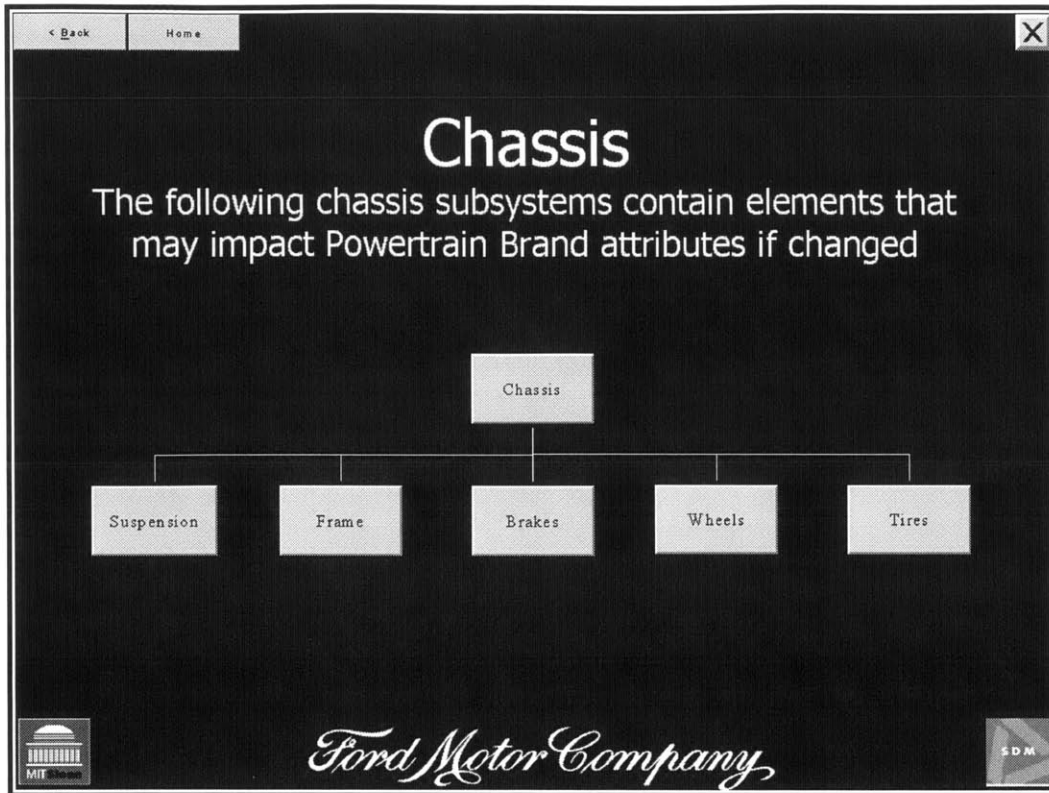 < Back
Home
X
Chassis
The following chassis subsystems contain elements that
may impact Powertrain Brand attributes if changed
Chassis
Suspension
Frame
Brakes
Wheels
Tires
MIT Sloan
Ford Motor Company
SDM